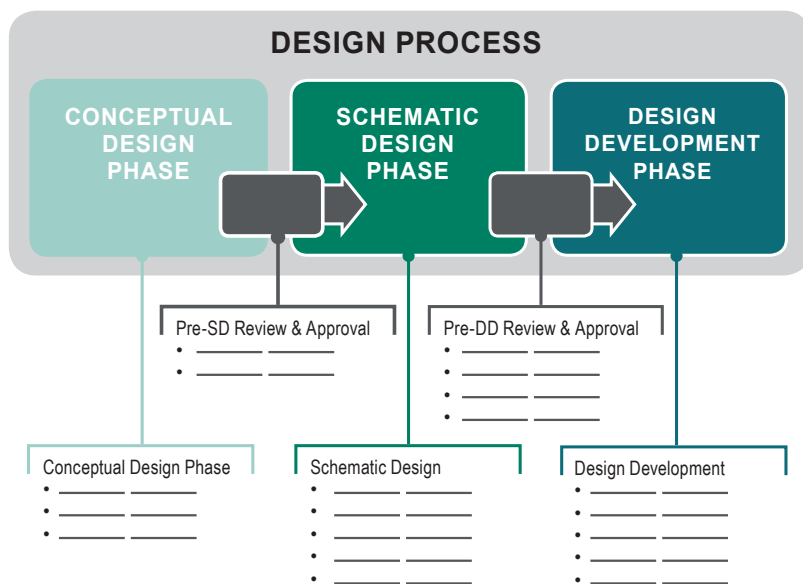 DESIGN PROCESS
CONCEPTUAL
DESIGN
PHASE
SCHEMATIC
DESIGN
PHASE
DESIGN
DEVELOPMENT
PHASE
Pre-SD Review & Approval
Pre-DD Review & Approval
Conceptual Design Phase
Schematic Design
Design Development